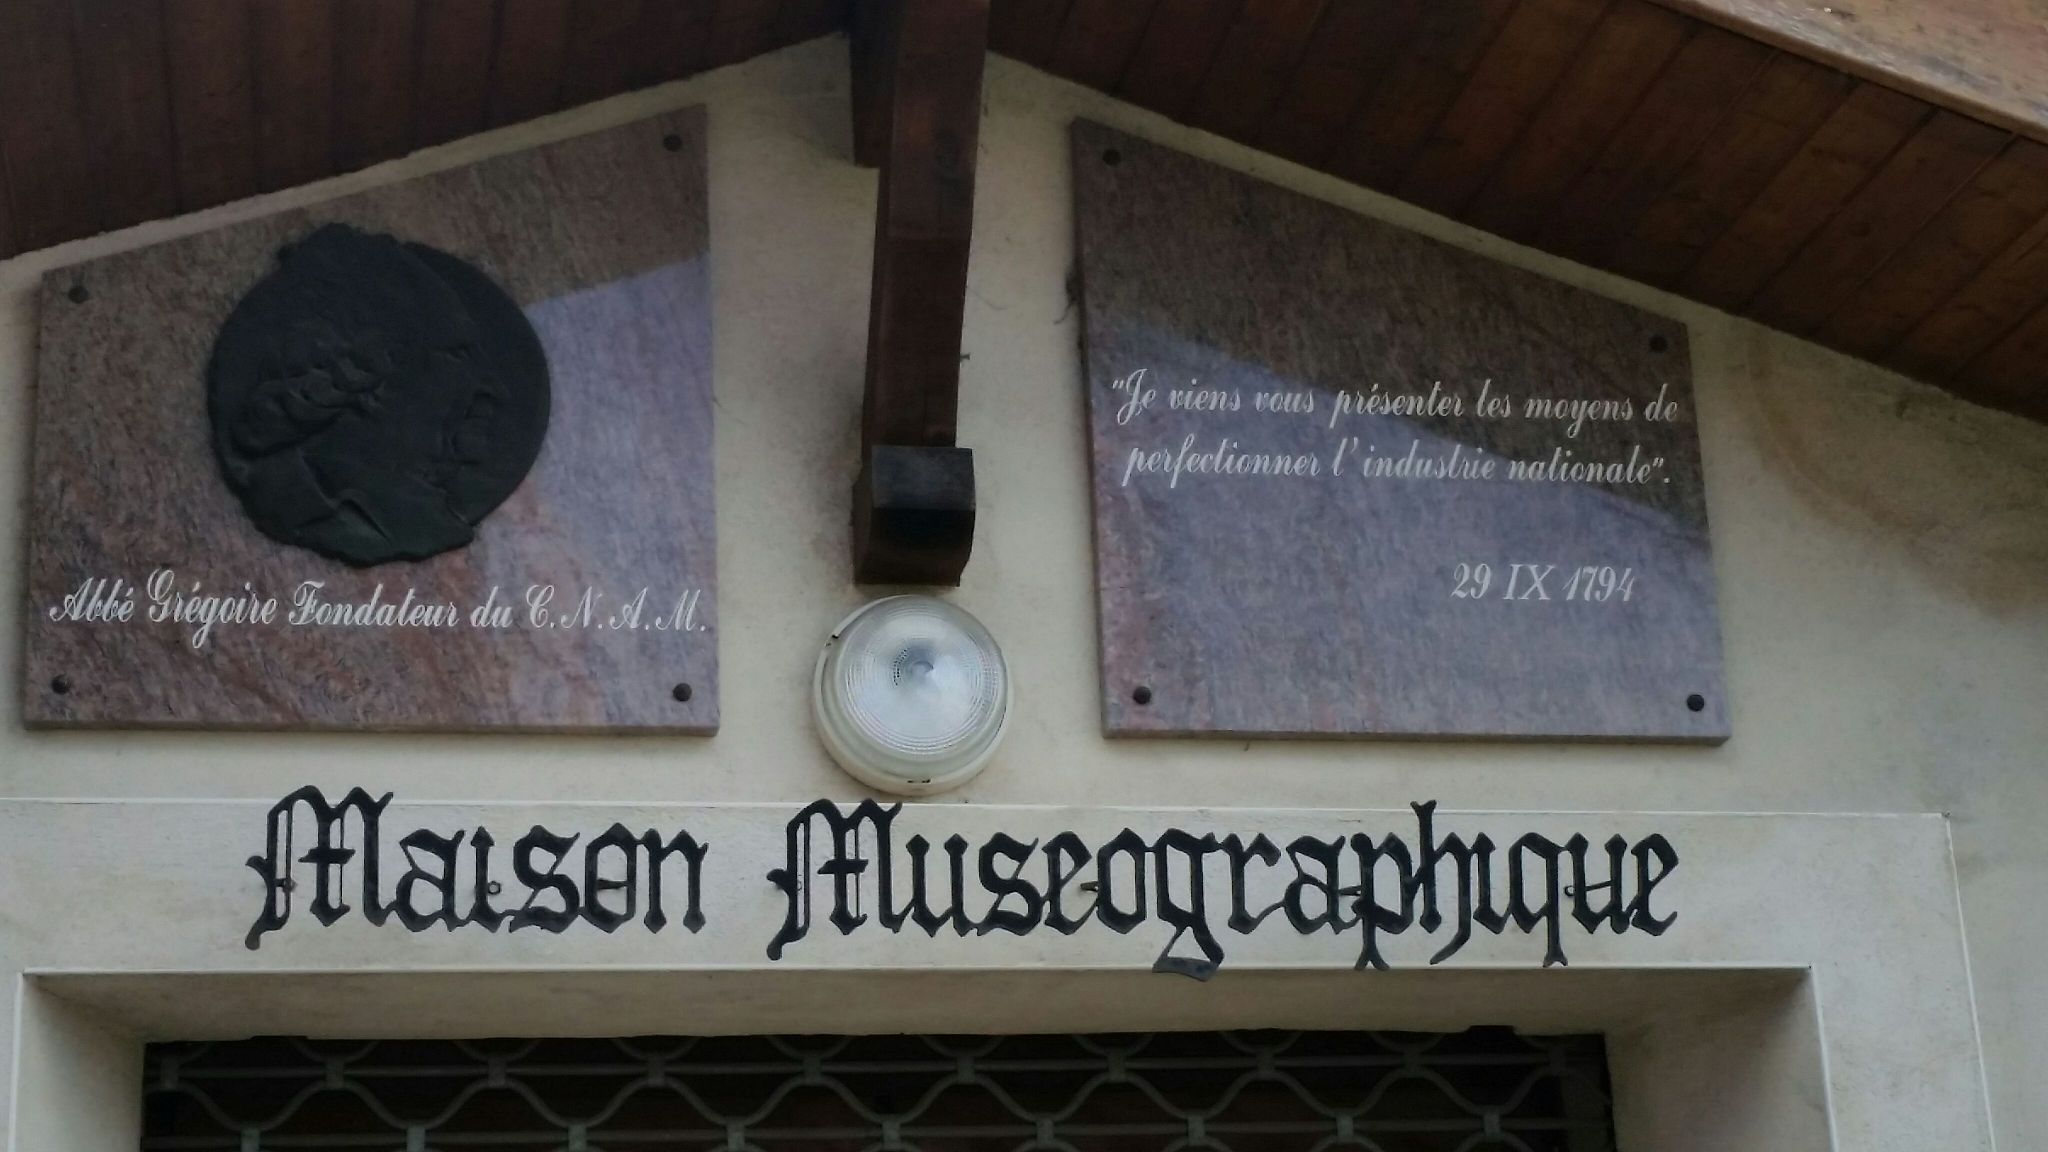 Abbé Grégoire Fondateur du C.N.A.M.
"Je viens vous présenter les moyens de
perfectionner l'industrie nationale".
29 IX 1794
Maison Museographique